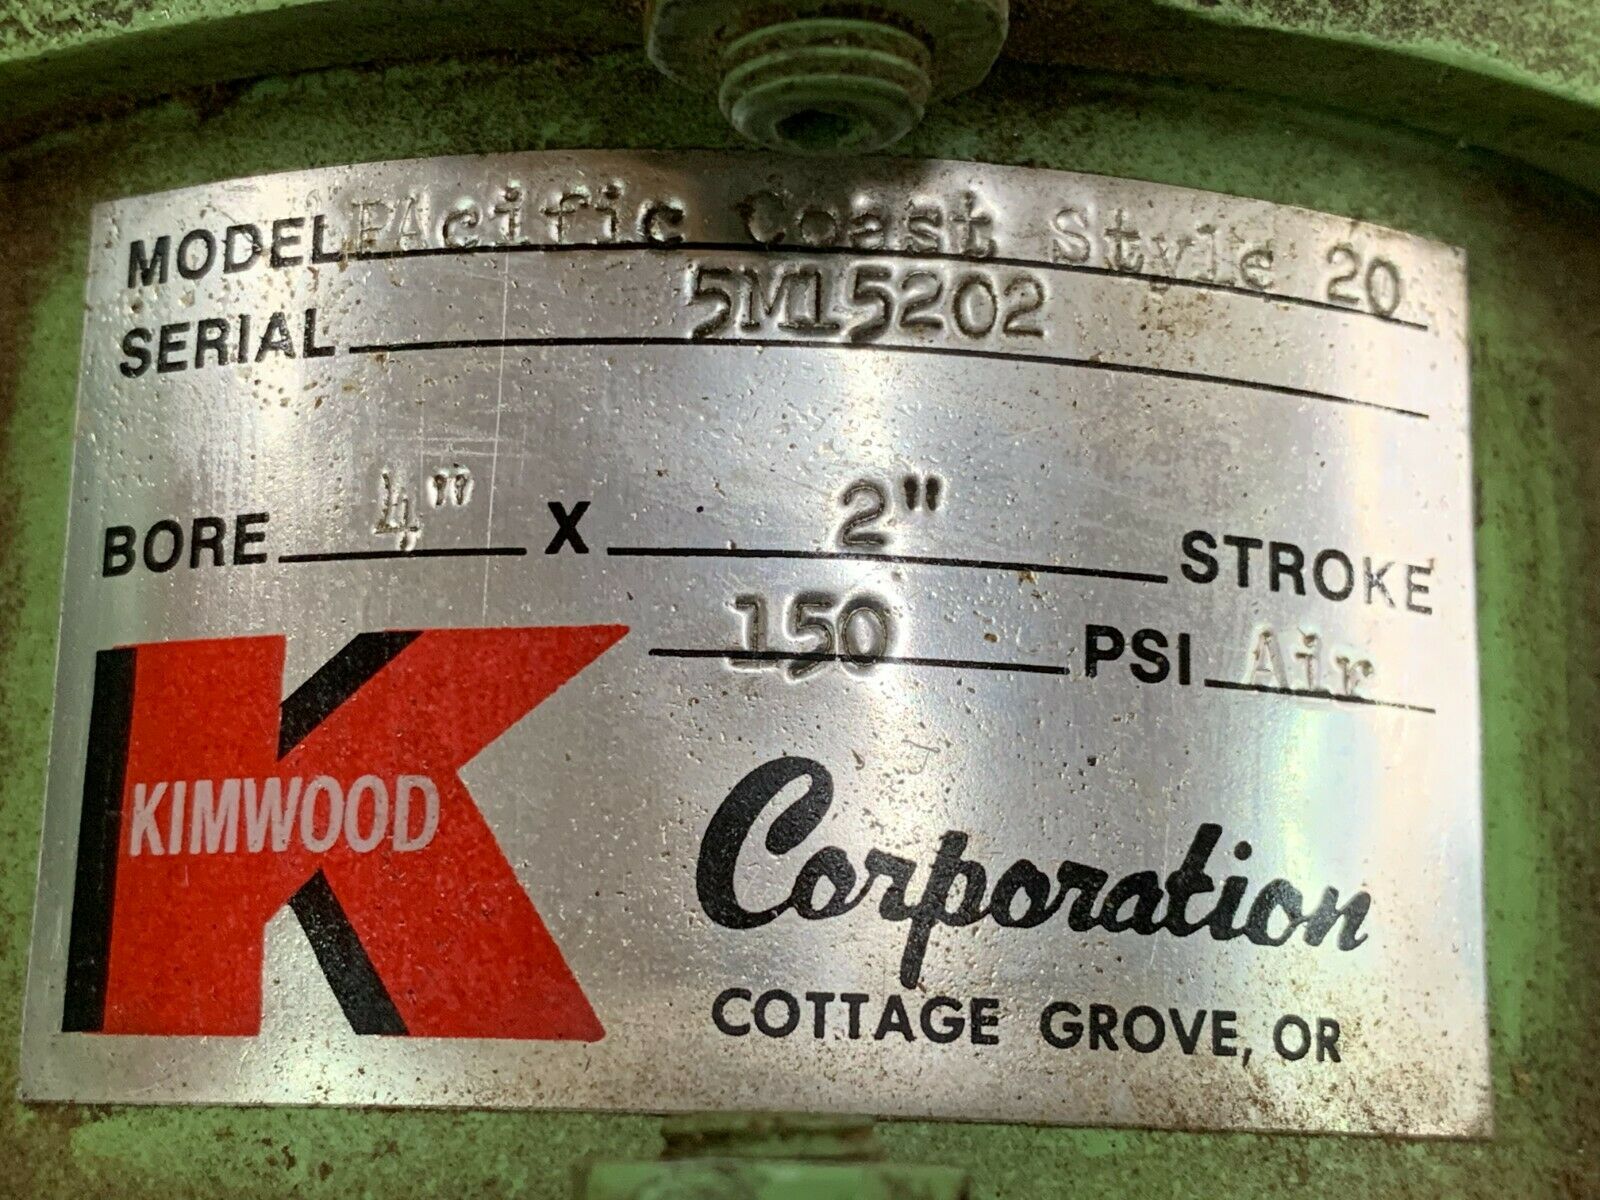 MODEL PAcific Coast Style 20
SERIAL 5M15202
BORE 4" X 2" STROKE
150 PSI Air
KIMWOOD
Corporation
COTTAGE GROVE, OR